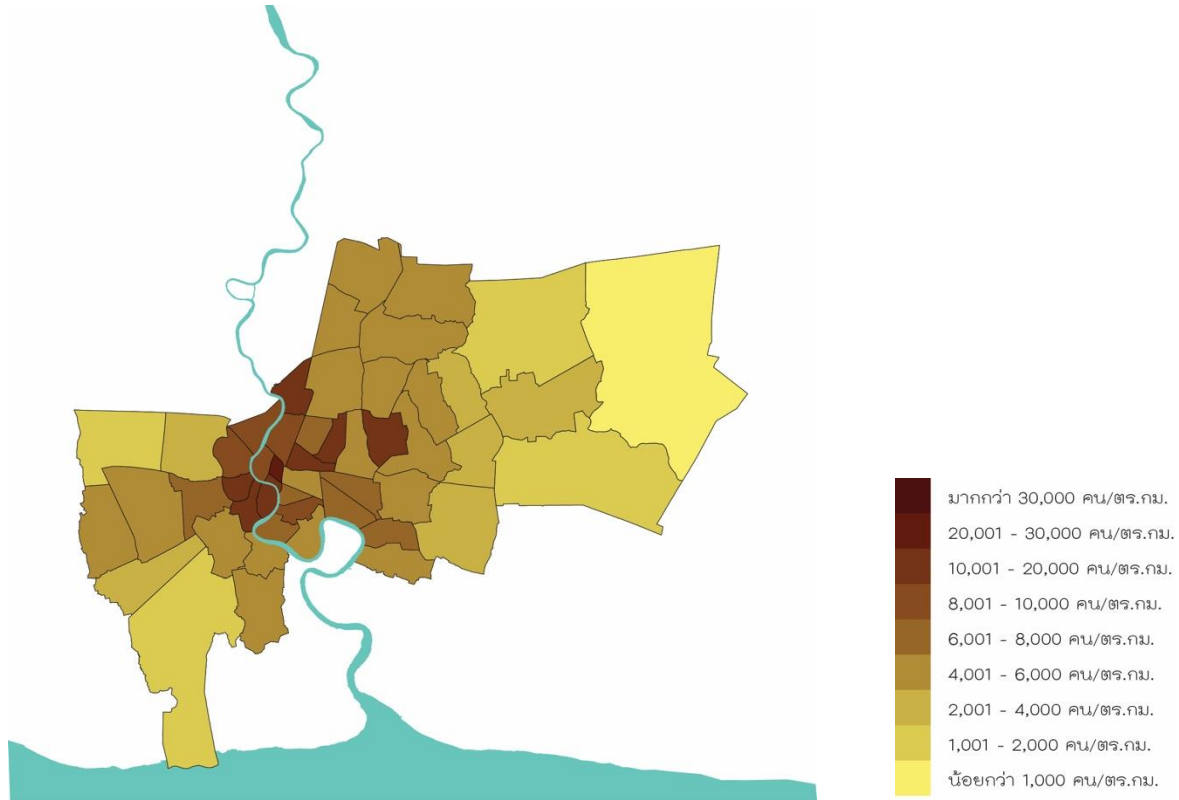 มากกว่า 30,000 คน/ตร.กม.
20,001 - 30,000 คน/ตร.กม.
10,001 - 20,000 คน/ตร.กม.
8,001 - 10,000 คน/ตร.กม.
6,001 - 8,000 คน/ตร.กม.
4,001 - 6,000 คน/ตร.กม.
2,001 - 4,000 คน/ตร.กม.
1,001 - 2,000 คน/ตร.กม.
น้อยกว่า 1,000 คน/ตร.กม.